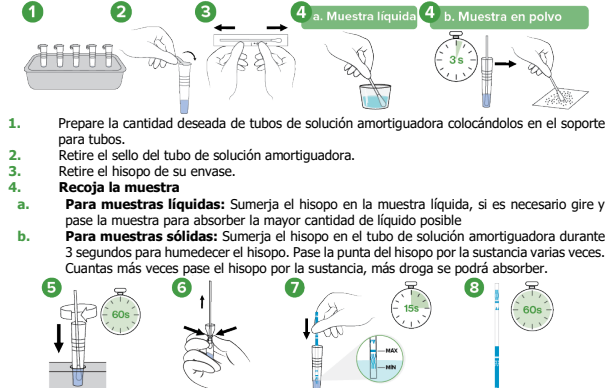 1 2 3 4 a. Muestra líquida 4 b. Muestra en polvo
3s
1. Prepare la cantidad deseada de tubos de solución amortiguadora colocándolos en el soporte
para tubos.
2. Retire el sello del tubo de solución amortiguadora.
3. Retire el hisopo de su envase.
4. Recoja la muestra
a. Para muestras líquidas: Sumerja el hisopo en la muestra líquida, si es necesario gire y
pase la muestra para absorber la mayor cantidad de líquido posible
b. Para muestras sólidas: Sumerja el hisopo en el tubo de solución amortiguadora durante
3 segundos para humedecer el hisopo. Pase la punta del hisopo por la sustancia varias veces.
Cuantas más veces pase el hisopo por la sustancia, más droga se podrá absorber.
5 6 7 8
60s 15s 60s
MAX
MIN